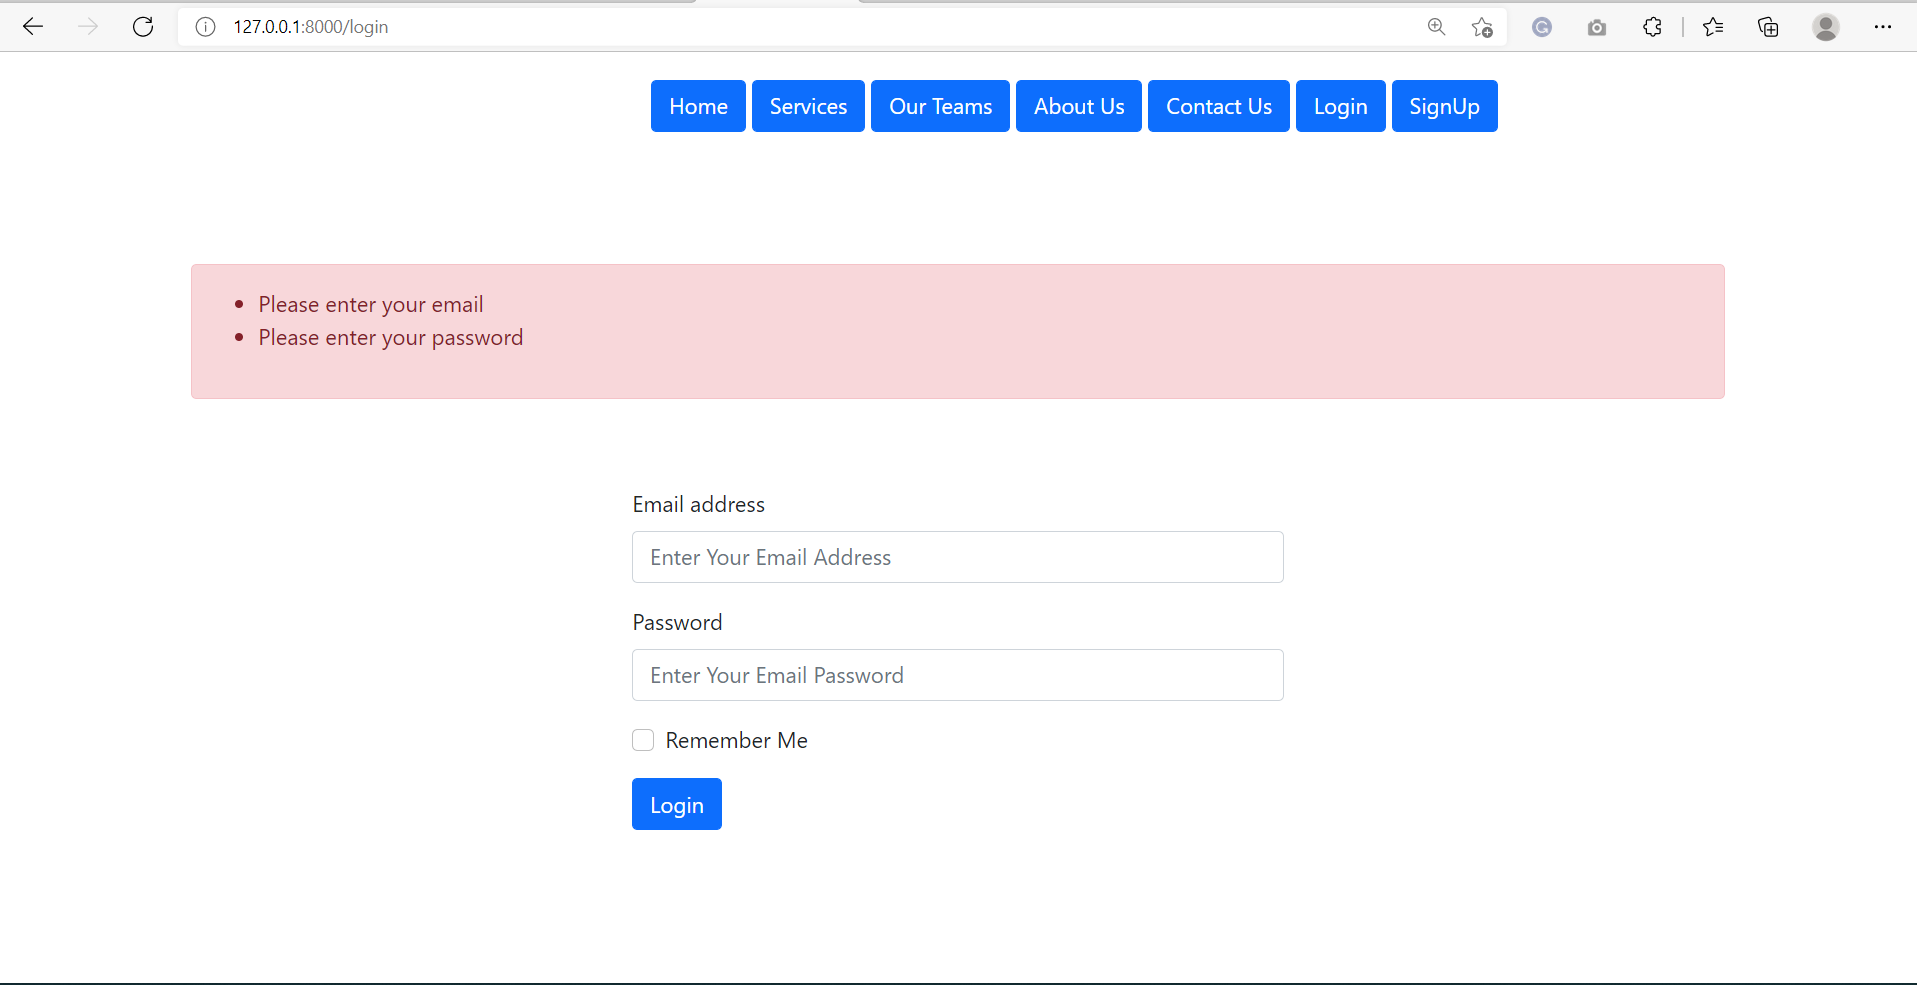 127.0.0.1:8000/login
Home Services Our Teams About Us Contact Us Login SignUp
Please enter your email
Please enter your password
Email address
Enter Your Email Address
Password
Enter Your Email Password
Remember Me
Login